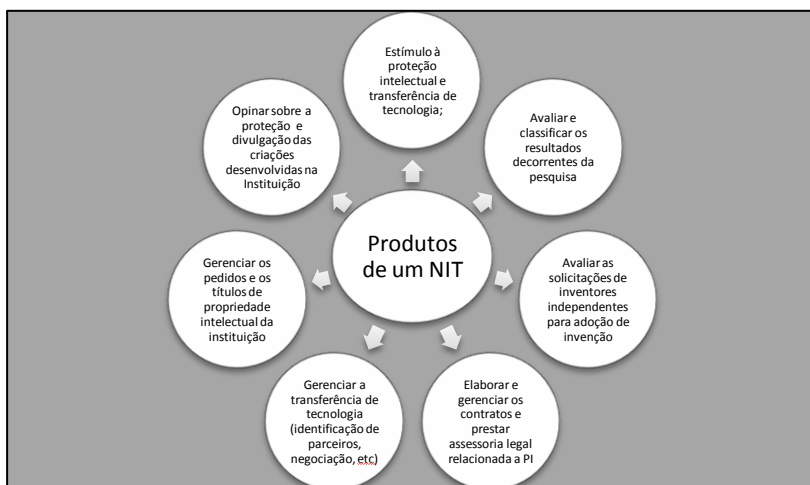 Estímulo à
proteção
intelectual e
transferência de
tecnologia;
Avaliar e
classificar os
resultados
decorrentes da
pesquisa
Avaliar as
solicitações de
inventores
independentes
para adoção de
invenção
Elaborar e
gerenciar os
contratos e
prestar
assessoria legal
relacionada a PI
Gerenciar a
transferência de
tecnologia
(identificação de
parceiros,
negociação, etc)
Gerenciar os
pedidos e os
títulos de
propriedade
intelectual da
instituição
Opinar sobre a
proteção e
divulgação das
criações
desenvolvidas na
Instituição
Produtos
de um NIT